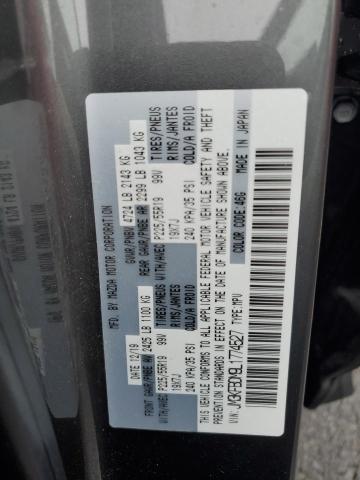 MFD. BY MAZDA MOTOR CORPORATION
DATE: 12/19 GVWR/PNBV 4724 LB 2143 KG
FRONT GAWR/PNBE AV 2425 LB 1100 KG REAR GAWR/PNBE AR 2299 LB 1043 KG
WITH/AVEC TIRES/PNEUS WITH/AVEC TIRES/PNEUS
P225/55R19 99V P225/55R19 99V
RIMS/JANTES RIMS/JANTES
19X7J 19X7J
COLD/A FROID COLD/A FROID
240 KPA/35 PSI 240 KPA/35 PSI
THIS VEHICLE CONFORMS TO ALL APPLICABLE FEDERAL MOTOR VEHICLE SAFETY AND THEFT
PREVENTION STANDARDS IN EFFECT ON THE DATE OF MANUFACTURE SHOWN ABOVE.
COLOR CODE:46G MADE IN JAPAN
VIN: TYPE:MPV